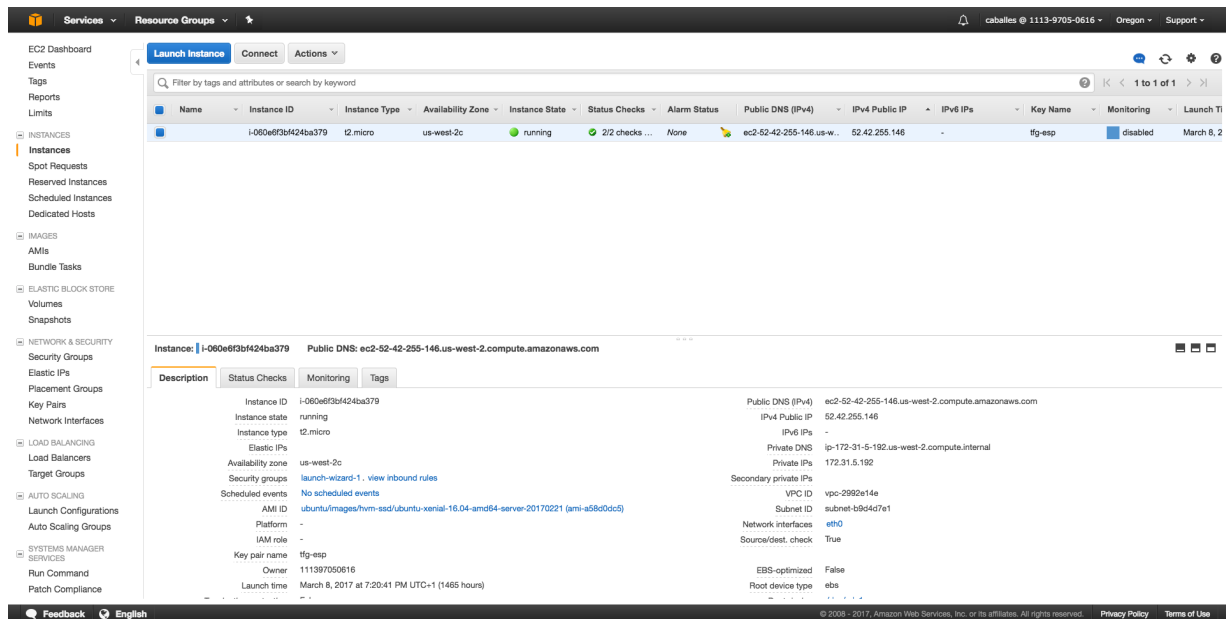 Services Resource Groups caballes @ 1113-9705-0616 Oregon Support
EC2 Dashboard
Events
Tags
Reports
Limits
INSTANCES
Instances
Spot Requests
Reserved Instances
Scheduled Instances
Dedicated Hosts
IMAGES
AMIs
Bundle Tasks
ELASTIC BLOCK STORE
Volumes
Snapshots
NETWORK & SECURITY
Security Groups
Elastic IPs
Placement Groups
Key Pairs
Network Interfaces
LOAD BALANCING
Load Balancers
Target Groups
AUTO SCALING
Launch Configurations
Auto Scaling Groups
SYSTEMS MANAGER
SERVICES
Run Command
Patch Compliance
Launch Instance Connect Actions
Filter by tags and attributes or search by keyword 1 to 1 of 1
Name Instance ID Instance Type Availability Zone Instance State Status Checks Alarm Status Public DNS (IPv4) IPv4 Public IP IPv6 IPs Key Name Monitoring Launch Ti
i-060e6f3bf424ba379 t2.micro us-west-2c running 2/2 checks ... None ec2-52-42-255-146.us-w... 52.42.255.146 - tfg-esp disabled March 8, 2
Instance: i-060e6f3bf424ba379 Public DNS: ec2-52-42-255-146.us-west-2.compute.amazonaws.com
Description Status Checks Monitoring Tags
Instance ID i-060e6f3bf424ba379
Instance state running
Instance type t2.micro
Elastic IPs
Availability zone us-west-2c
Security groups launch-wizard-1. view inbound rules
Scheduled events No scheduled events
AMI ID ubuntu/images/hvm-ssd/ubuntu-xenial-16.04-amd64-server-20170221 (ami-a58d0dc5)
Platform -
IAM role -
Key pair name tfg-esp
Owner 111397050616
Launch time March 8, 2017 at 7:20:41 PM UTC+1 (1465 hours)
Public DNS (IPv4) ec2-52-42-255-146.us-west-2.compute.amazonaws.com
IPv4 Public IP 52.42.255.146
IPv6 IPs -
Private DNS ip-172-31-5-192.us-west-2.compute.internal
Private IPs 172.31.5.192
Secondary private IPs
VPC ID vpc-2992e14e
Subnet ID subnet-b9d4d7e1
Network interfaces eth0
Source/dest. check True
EBS-optimized False
Root device type ebs
Feedback English © 2008 - 2017, Amazon Web Services, Inc. or its affiliates. All rights reserved. Privacy Policy Terms of Use